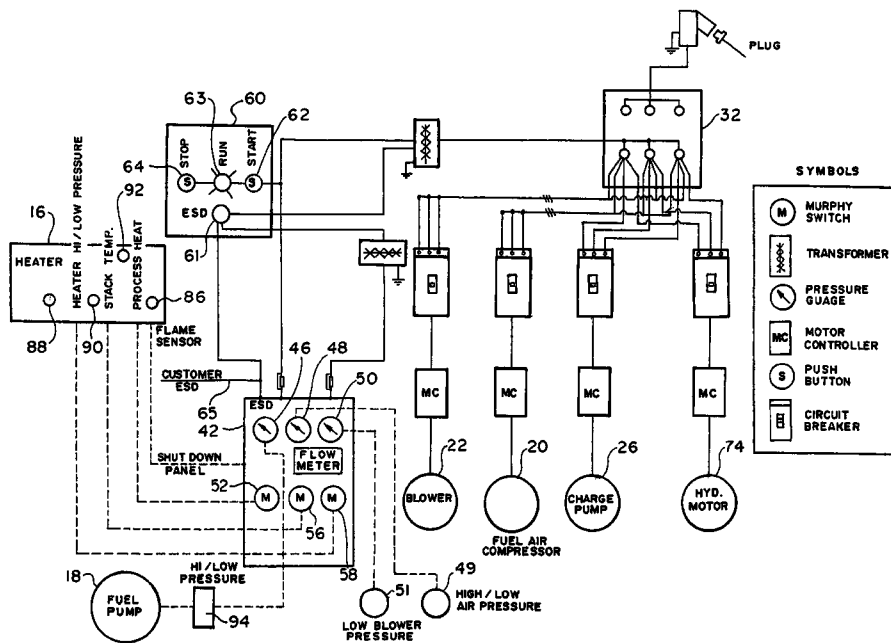 PLUG
63
60
62
32
STOP
RUN
START
64
S
S
ESD
61
92
16
HEATER
HEATER HI/LOW PRESSURE
STACK TEMP.
PROCESS HEAT
86
88
90
FLAME
SENSOR
SYMBOLS
M
MURPHY
SWITCH
TRANSFORMER
PRESSURE
GUAGE
MC
MOTOR
CONTROLLER
S
PUSH
BUTTON
CIRCUIT
BREAKER
CUSTOMER
ESD
65
46
48
50
ESD
42
FLOW
METER
SHUT DOWN
PANEL
52
M
M
M
56
58
MC
MC
MC
MC
22
20
26
74
BLOWER
FUEL AIR
COMPRESSOR
CHARGE
PUMP
HYD.
MOTOR
18
FUEL
PUMP
HI/LOW
PRESSURE
94
51
LOW BLOWER
PRESSURE
49
HIGH/LOW
AIR PRESSURE